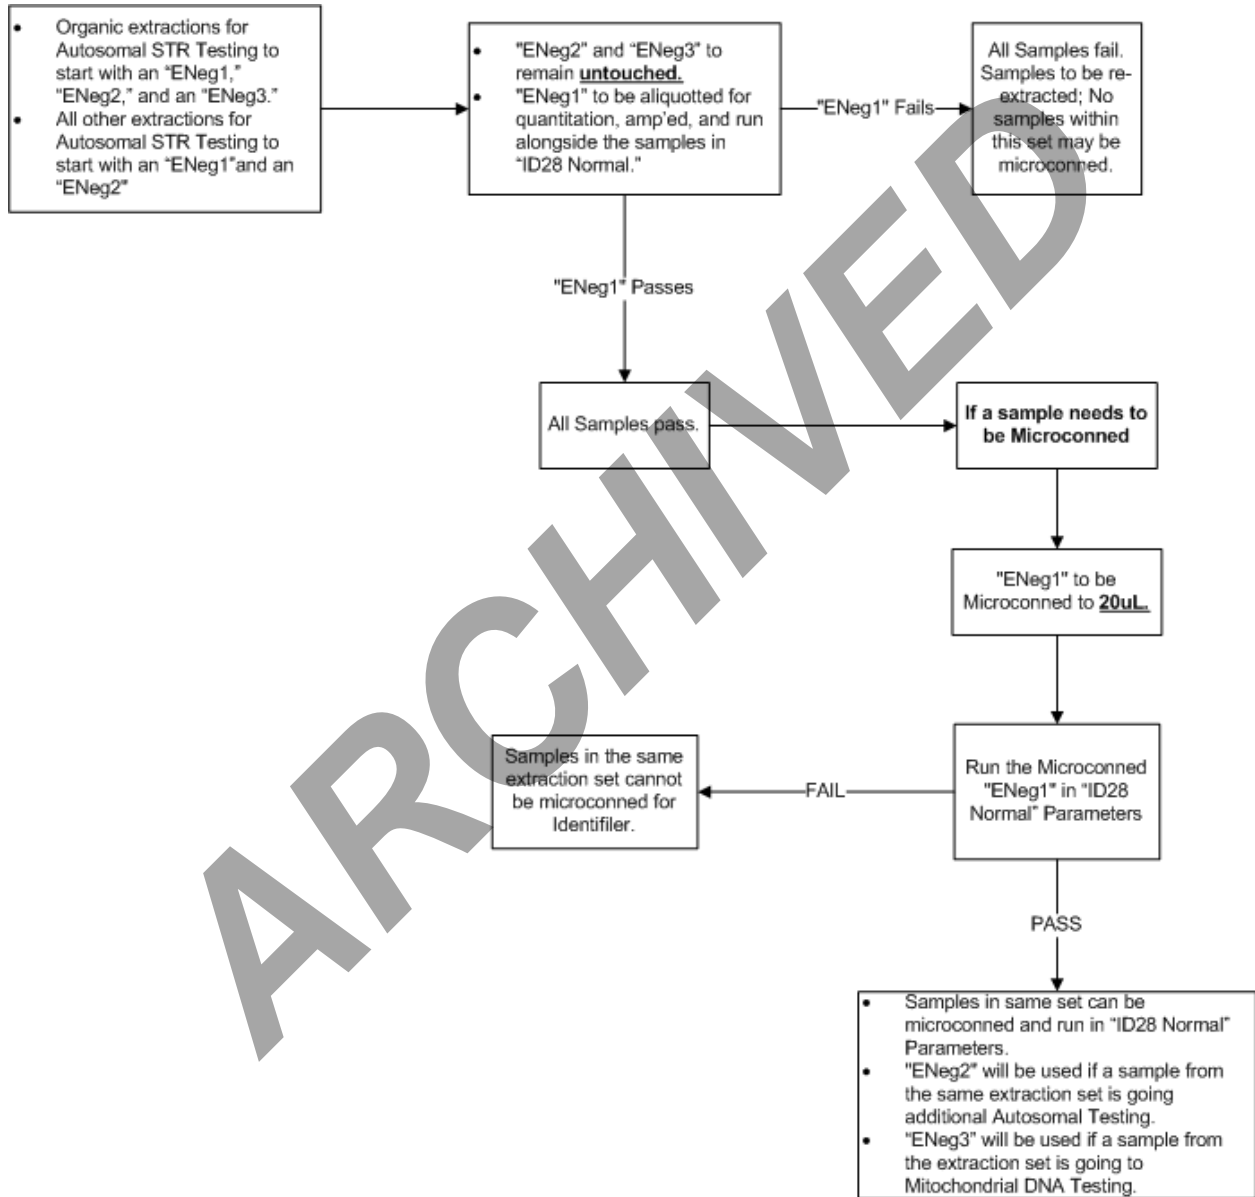 • Organic extractions for
Autosomal STR Testing to
start with an “ENeg1,”
“ENeg2,” and an “ENeg3.”
• All other extractions for
Autosomal STR Testing to
start with an “ENeg1”and an
“ENeg2”
• "ENeg2” and “ENeg3” to
remain untouched.
• "ENeg1” to be aliquotted for
quantitation, amp’ed, and run
alongside the samples in
“ID28 Normal.”
"ENeg1” Fails
All Samples fail.
Samples to be re-
extracted; No
samples within
this set may be
microconned.
"ENeg1” Passes
All Samples pass.
If a sample needs to
be Microconned
"ENeg1” to be
Microconned to 20uL.
Run the Microconned
"ENeg1” in “ID28
Normal” Parameters
FAIL
Samples in the same
extraction set cannot
be microconned for
Identifiler.
PASS
• Samples in same set can be
microconned and run in “ID28 Normal”
Parameters.
• "ENeg2” will be used if a sample from
the same extraction set is going
additional Autosomal Testing.
• “ENeg3” will be used if a sample from
the extraction set is going to
Mitochondrial DNA Testing.
ARCHIVED